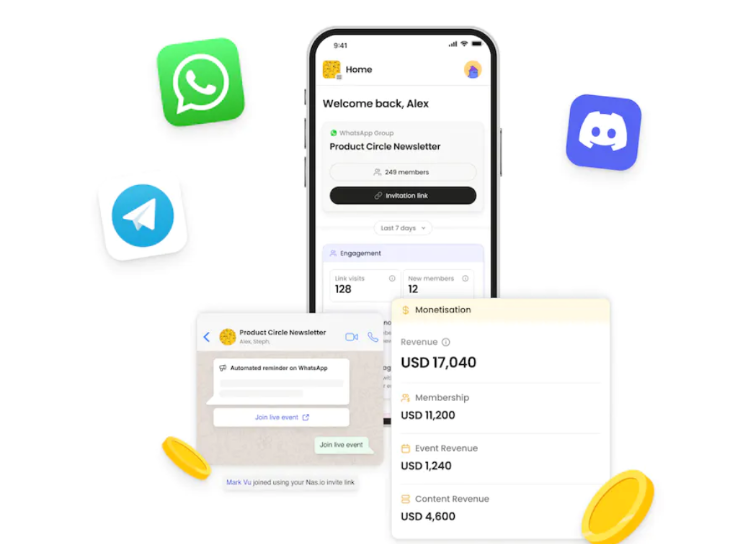 9:41
Home
Welcome back, Alex
WhatsApp Group
Product Circle Newsletter
249 members
Invitation link
Last 7 days
Engagement
Link visits
128
New members
12
Product Circle Newsletter
Alex, Steph,
Automated reminder on WhatsApp
Join live event
Join live event
Mark Vu joined using your Nas.io invite link
Monetisation
Revenue
USD 17,040
Membership
USD 11,200
Event Revenue
USD 1,240
Content Revenue
USD 4,600